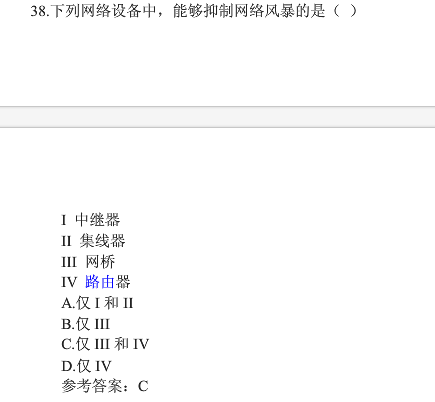 38.下列网络设备中，能够抑制网络风暴的是（ ）
I 中继器
II 集线器
III 网桥
IV 路由器
A.仅 I 和 II
B.仅 III
C.仅 III 和 IV
D.仅 IV
参考答案：C